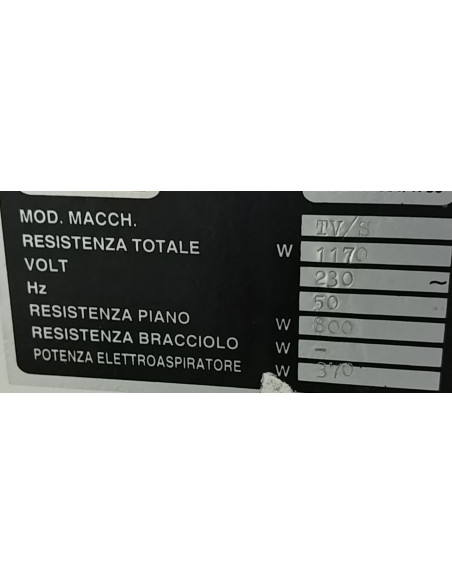 MOD. MACCH. TV/S
RESISTENZA TOTALE W 1170
VOLT 230 ~
Hz 50
RESISTENZA PIANO W 800
RESISTENZA BRACCIOLO W -
POTENZA ELETTROASPIRATORE W 370